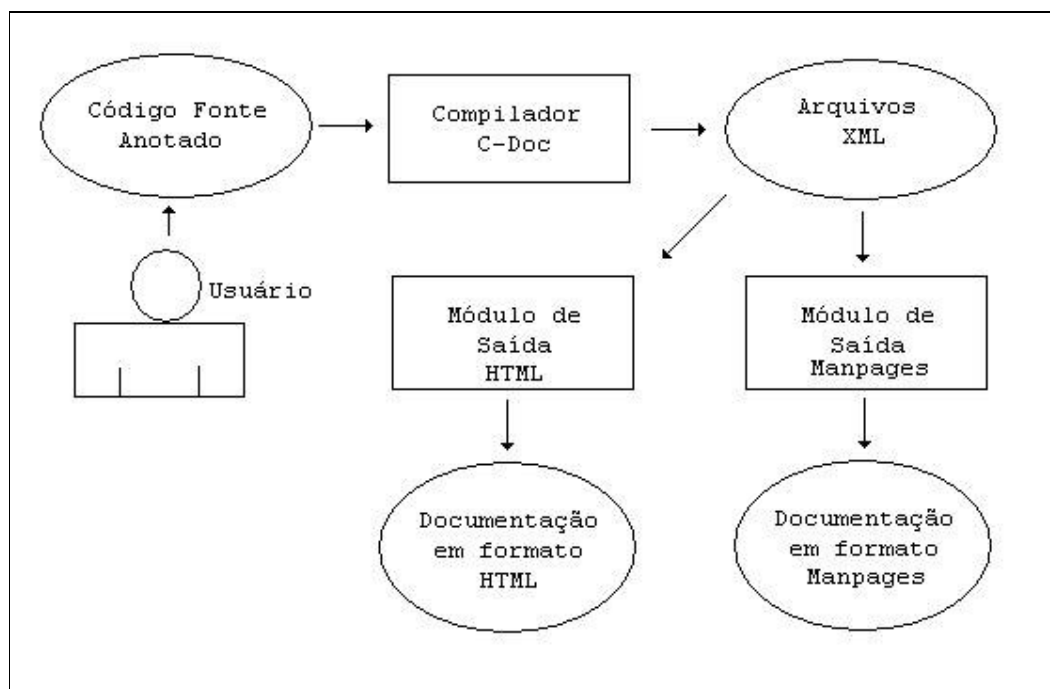 Código Fonte
Anotado
Compilador
C-Doc
Arquivos
XML
Usuário
Módulo de
Saída
HTML
Módulo de
Saída
Manpages
Documentação
em formato
HTML
Documentação
em formato
Manpages